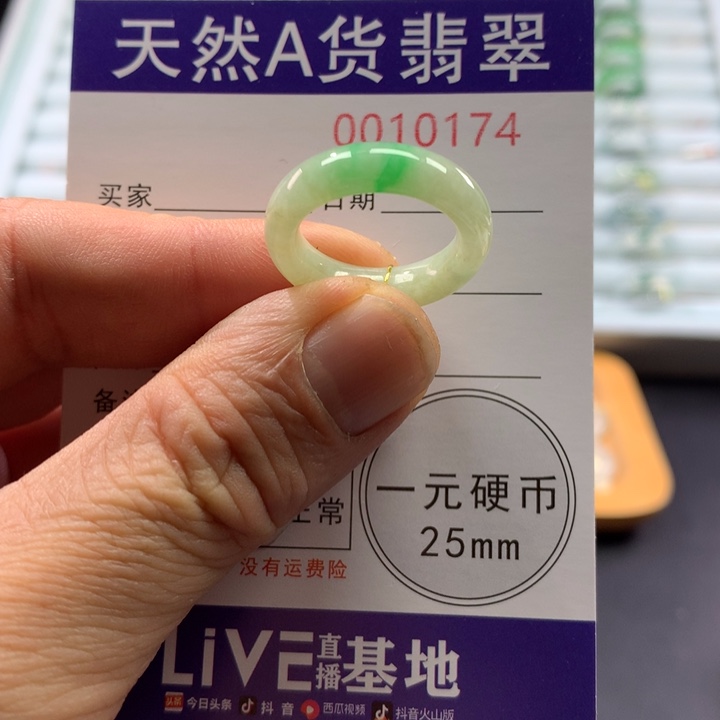 天然A货翡翠
0010174
买家 日期
备
正常
一元硬币
25mm
没有运费险
LiVE直播基地
今日头条 抖音 西瓜视频 抖音火山版